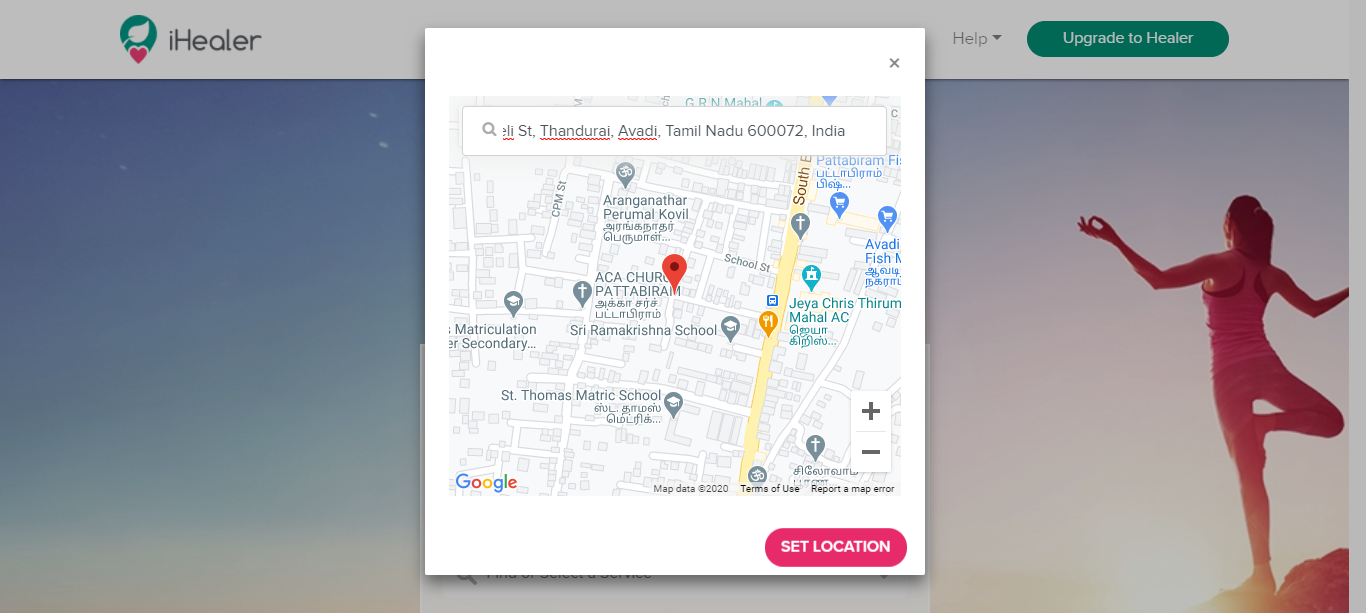 iHealer
Help
Upgrade to Healer
×
G R N Mahal
eli St, Thandurai, Avadi, Tamil Nadu 600072, India
Pattabiram Fis
பட்டாபிராம்
பிஷ்...
South B
CPM St
Aranganathar
Perumal Kovil
அரங்கநாதர்
பெருமாள்...
Avadi
Fish M
ஆவடி
நகராட
School St
ACA CHURC
PATTABIRAM
அக்கா சர்ச்
பட்டாபிராம்
Jeya Chris Thirum
Mahal AC
ஜெயா
கிறிஸ்...
s Matriculation
er Secondary...
Sri Ramakrishna School
St. Thomas Matric School
ஸ்ட். தாமஸ்
மெட்ரிக்...
சிலோவாம்
Google
Map data ©2020
Terms of Use
Report a map error
SET LOCATION
Find or Select a Service